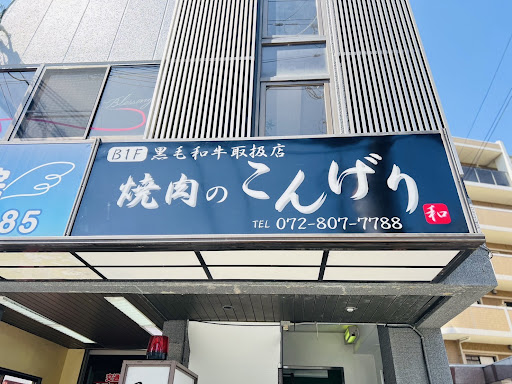 Blossom
B1F 黒毛和牛取扱店
焼肉の こんげり
和
TEL 072-807-7788
85